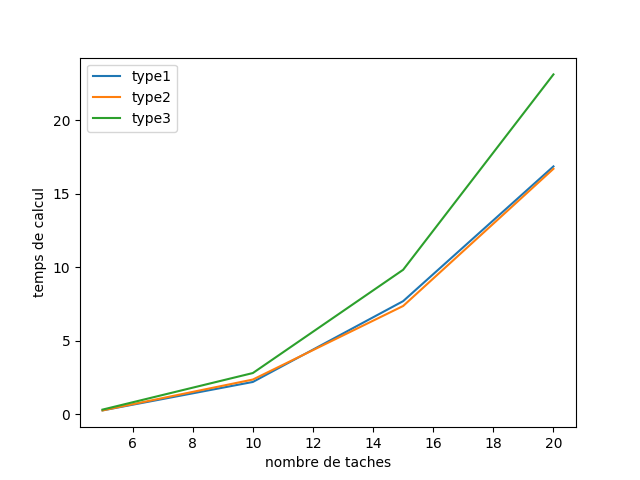 type1
type2
type3
temps de calcul
20
15
10
5
0
6 8 10 12 14 16 18 20
nombre de taches